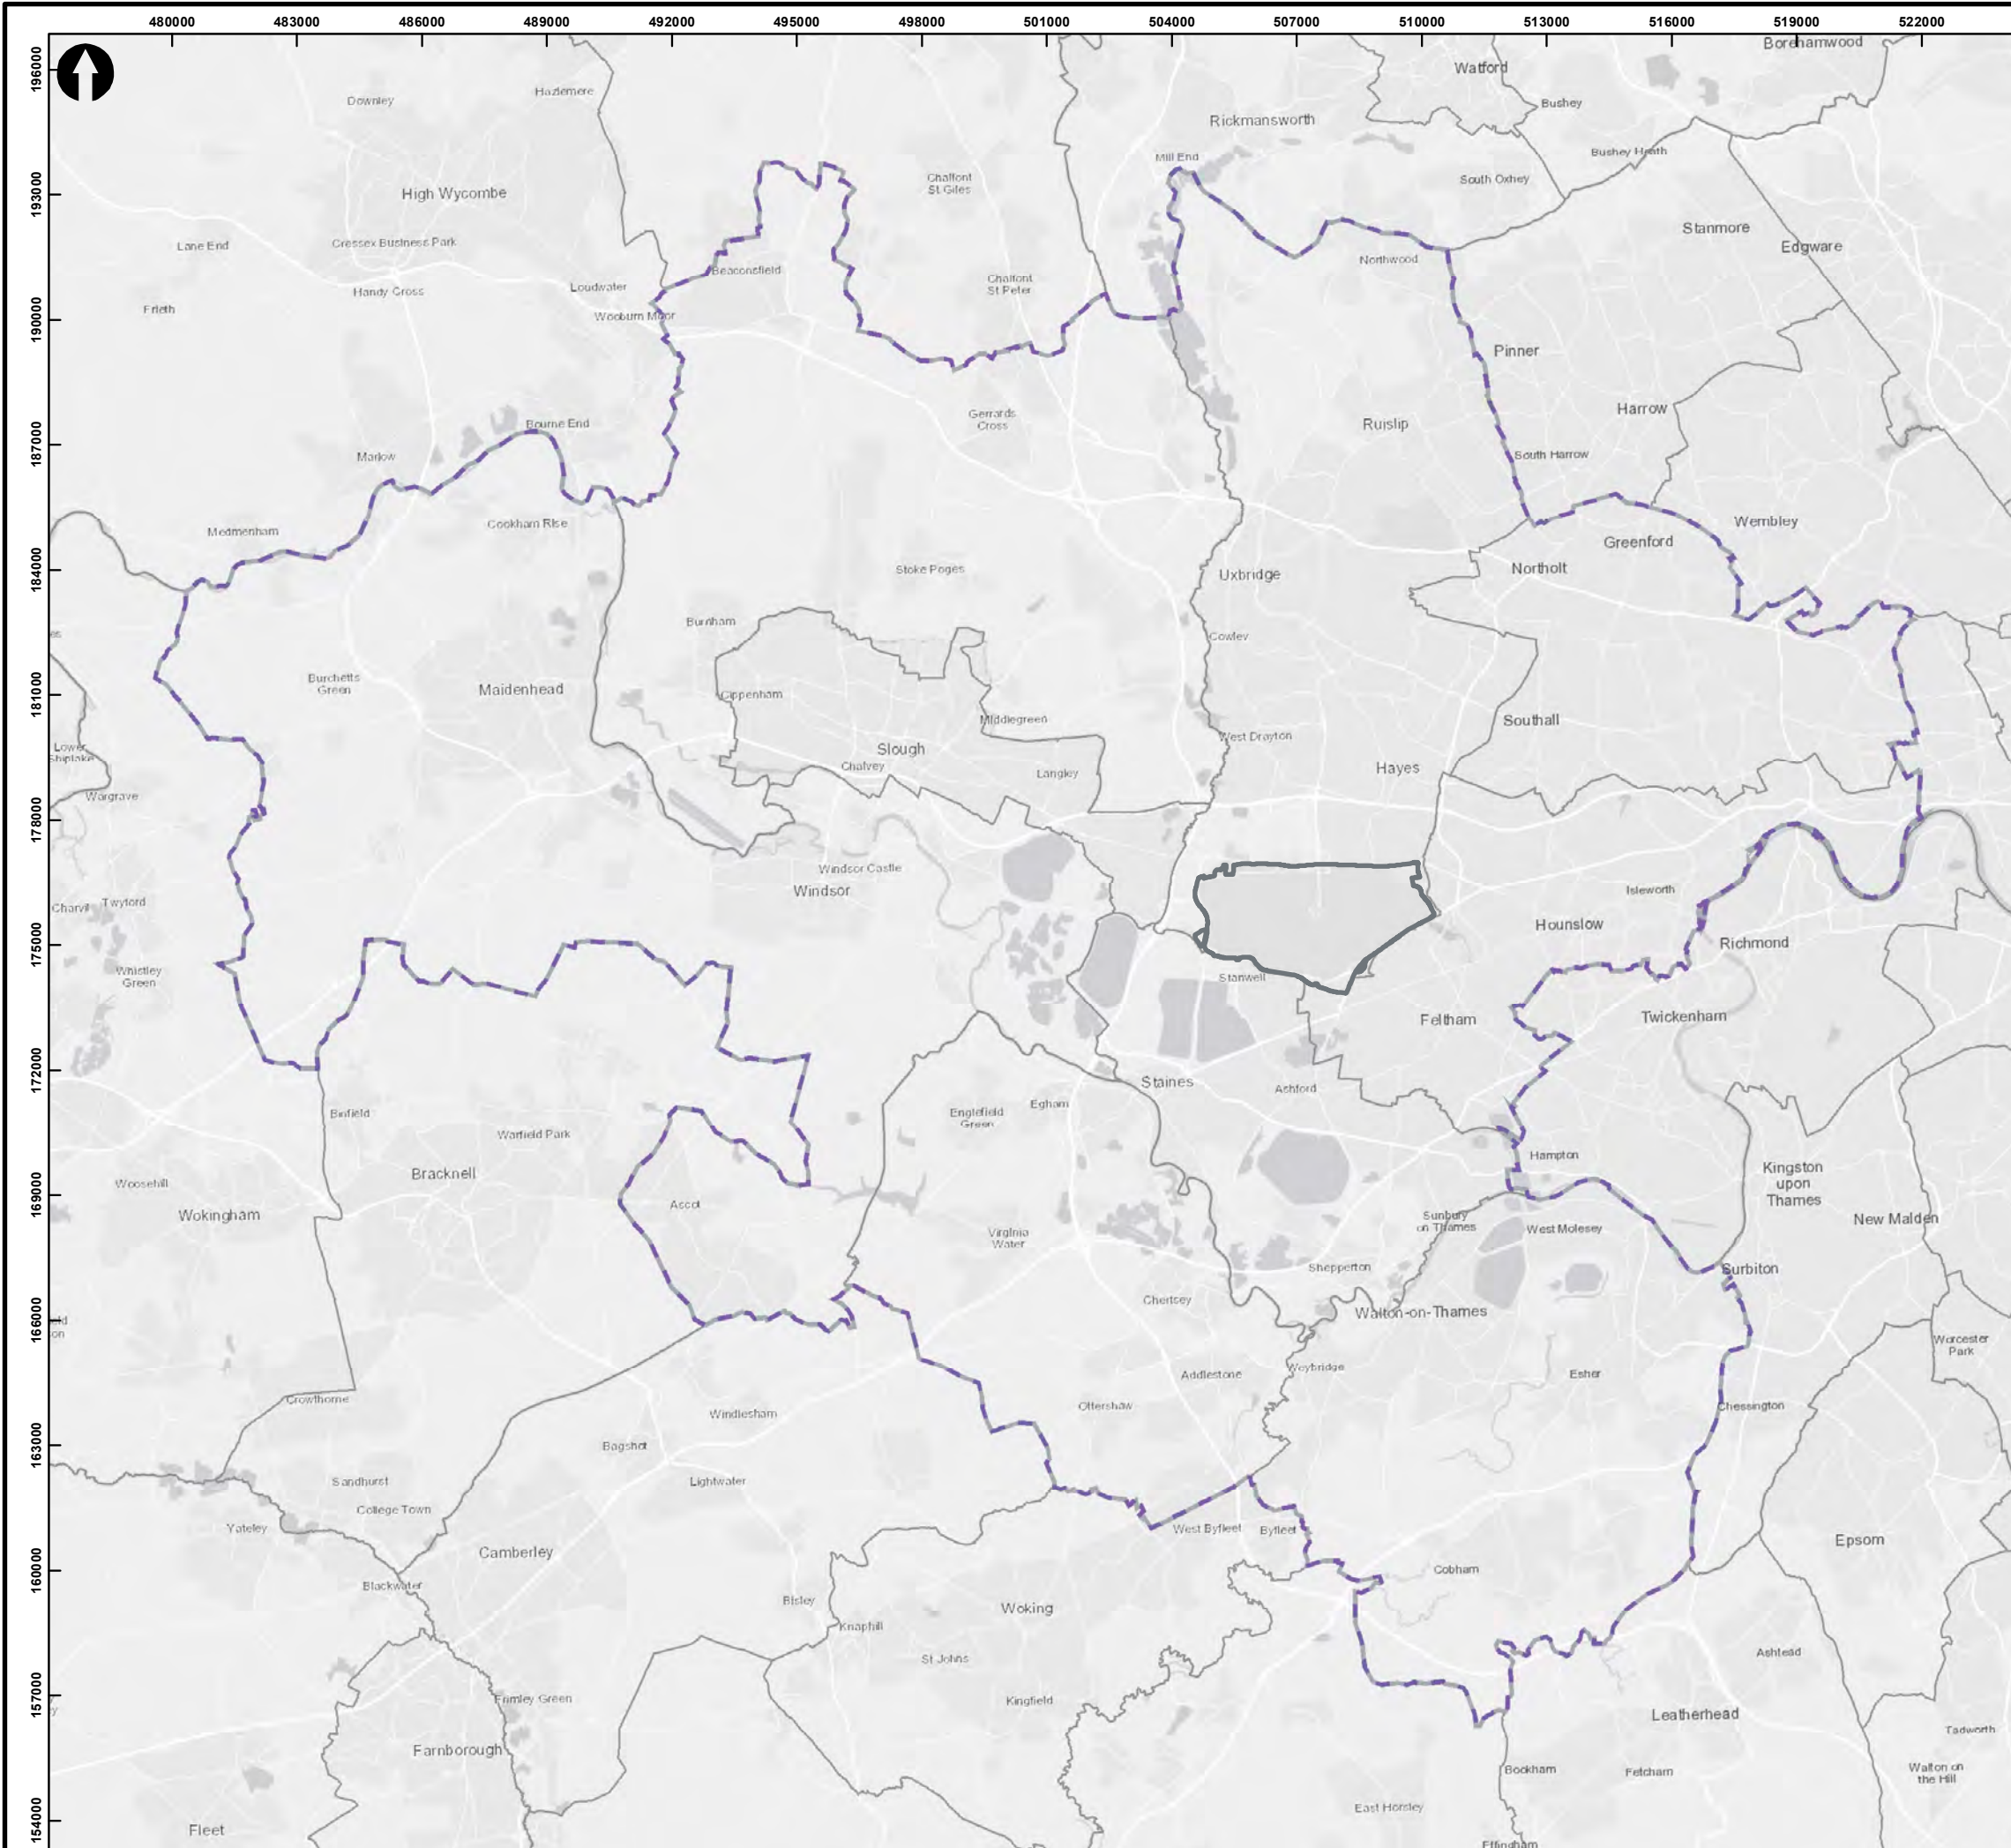 480000 483000 486000 489000 492000 495000 498000 501000 504000 507000 510000 513000 516000 519000 522000
196000
193000
190000
187000
184000
181000
178000
175000
172000
169000
166000
163000
160000
157000
154000
Borehamwood
Watford
Downley
Hazlemere
Bushey
Rickmansworth
Mill End
Bushey Heath
Chalfont
St Giles
South Oxhey
High Wycombe
Stanmore
Lane End
Cressex Business Park
Edgware
Beaconsfield
Northwood
Handy Cross
Loudwater
Chalfont
St Peter
Frieth
Wooburn Moor
Pinner
Harrow
Gerrards
Cross
Bourne End
Ruislip
Marlow
South Harrow
Medmenham
Cookham Rise
Wembley
Greenford
Stoke Poges
Uxbridge
Northolt
Burnham
Cowley
Burchetts
Green
Maidenhead
Cippenham
Middlegreen
Southall
Lower
Shiplake
Slough
West Drayton
Chalvey
Langley
Hayes
Wargrave
Windsor Castle
Windsor
Isleworth
Charvil
Twyford
Hounslow
Richmond
Whistley
Green
Stanwell
Feltham
Twickenham
Staines
Ashford
Binfield
Englefield
Green
Egham
Warfield Park
Hampton
Bracknell
Kingston
upon
Thames
Woosehill
Ascot
Wokingham
Sunbury
on Thames
West Molesey
New Malden
Virginia
Water
Shepperton
Surbiton
Chertsey
Walton-on-Thames
Worcester
Park
Addlestone
Weybridge
Esher
Crowthorne
Ottershaw
Chessington
Windlesham
Bagshot
Sandhurst
Lightwater
College Town
Yateley
West Byfleet
Byfleet
Epsom
Camberley
Cobham
Blackwater
Bisley
Woking
Knaphill
St Johns
Ashtead
Frimley Green
Kingfield
Leatherhead
Tadworth
Farnborough
Bookham
Fetcham
Walton on
the Hill
East Horsley
Fleet
Effingham